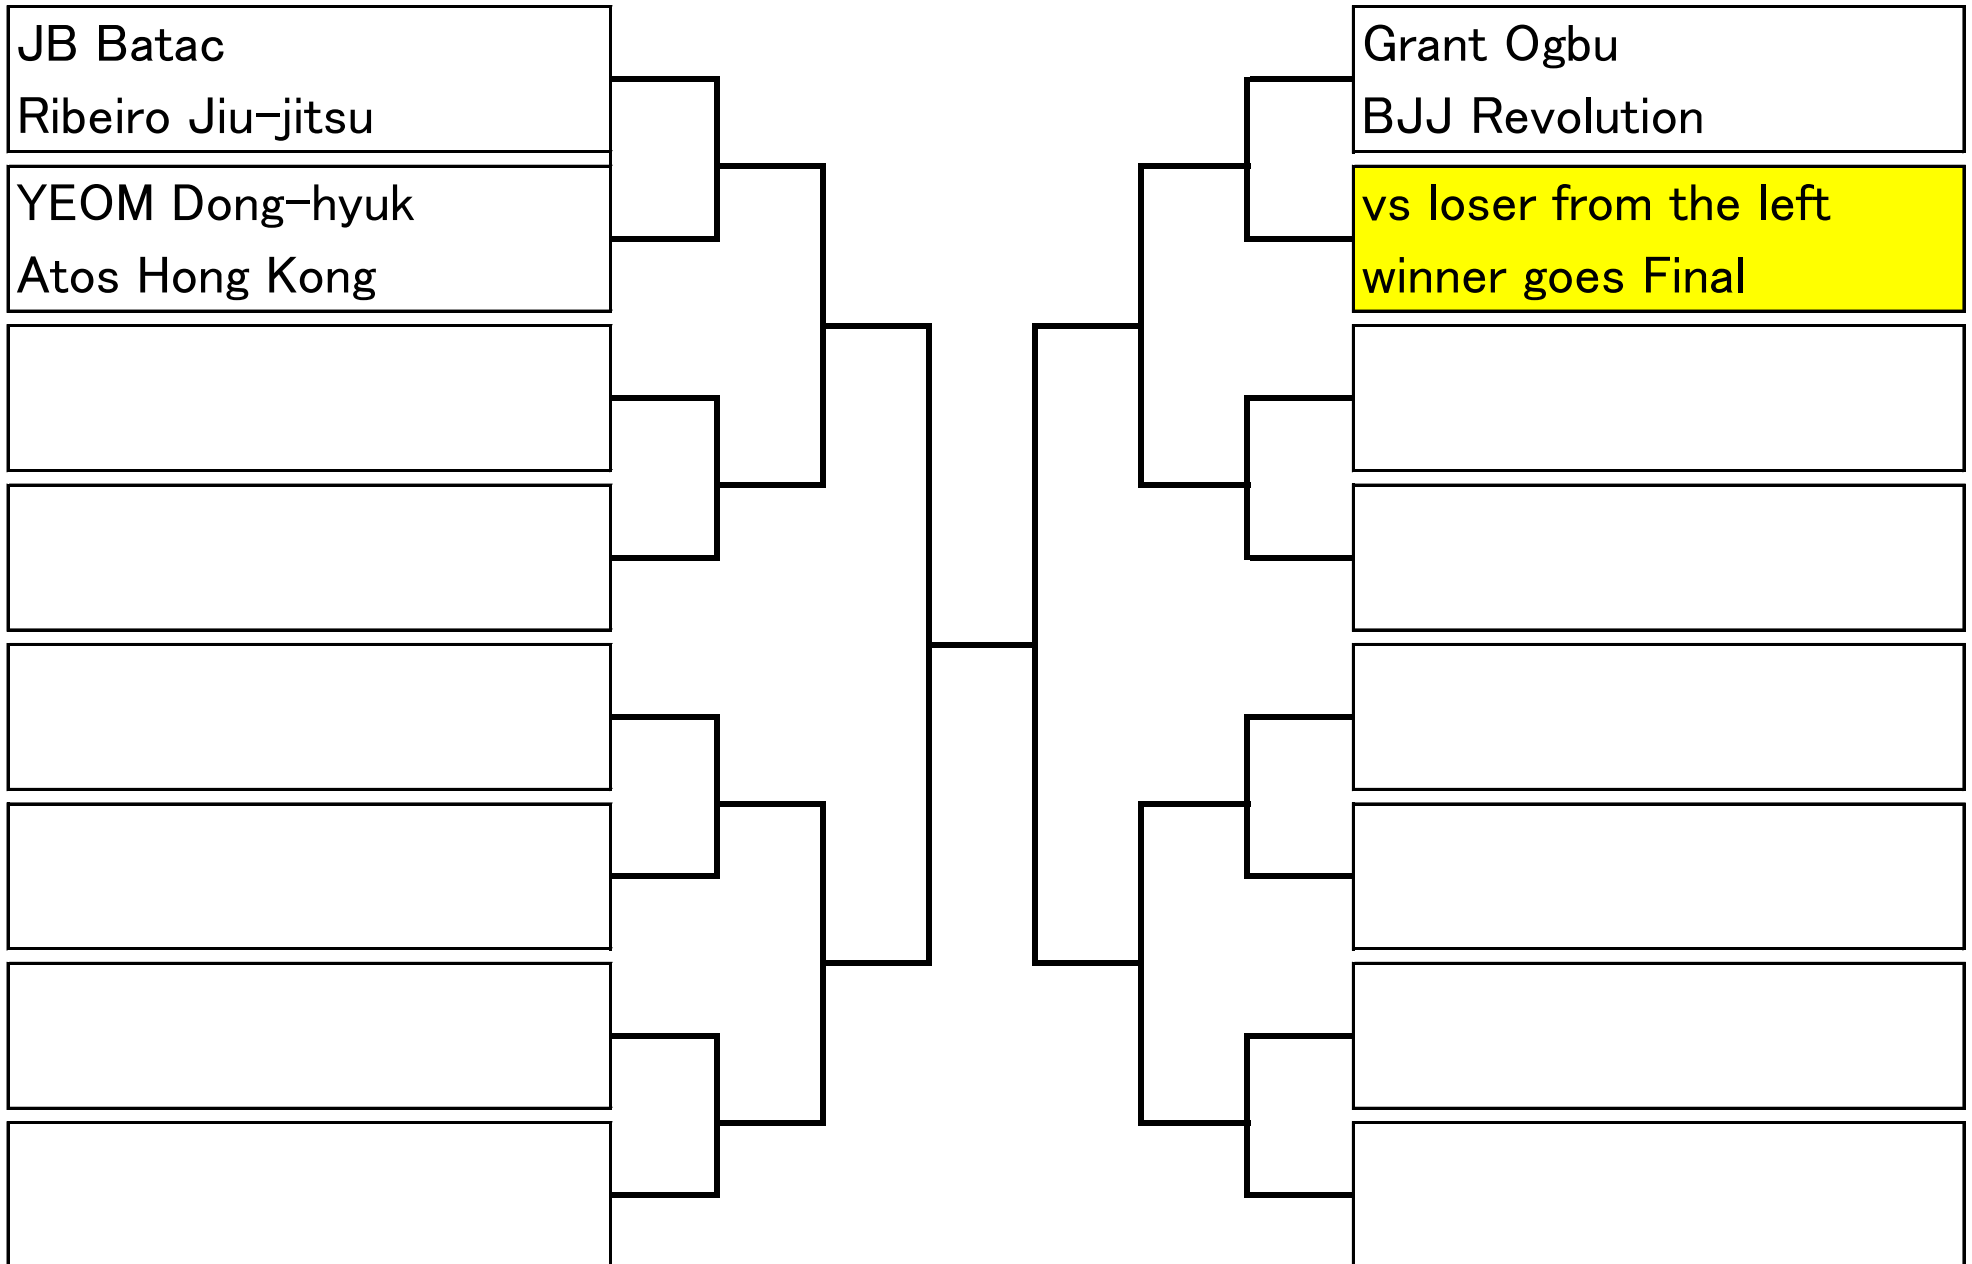 JB Batac
Ribeiro Jiu-jitsu
YEOM Dong-hyuk
Atos Hong Kong
Grant Ogbu
BJJ Revolution
vs loser from the left
winner goes Final